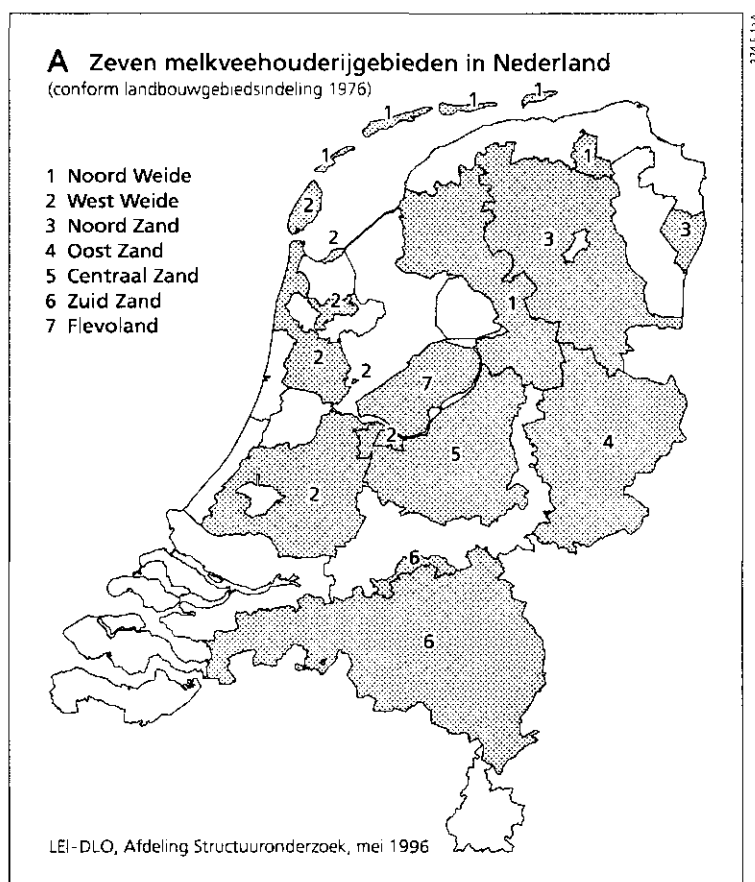 A Zeven melkveehouderijgebieden in Nederland
(conform landbouwgebiedsindeling 1976)
1 Noord Weide
2 West Weide
3 Noord Zand
4 Oost Zand
5 Centraal Zand
6 Zuid Zand
7 Flevoland
1
1
1
1
1
2
3
3
2
2
1
2
2
7
2
5
4
2
6
6
LEI-DLO, Afdeling Structuuronderzoek, mei 1996